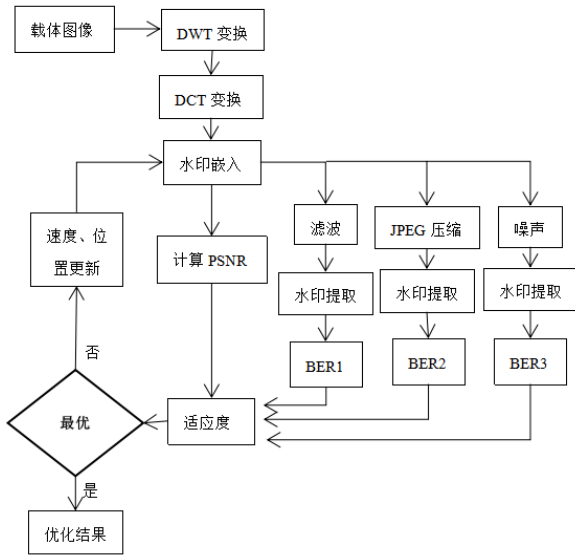 载体图像
DWT 变换
DCT 变换
水印嵌入
速度、位
置更新
计算 PSNR
滤波
JPEG 压缩
噪声
水印提取
水印提取
水印提取
BER1
BER2
BER3
否
最优
适应度
是
优化结果